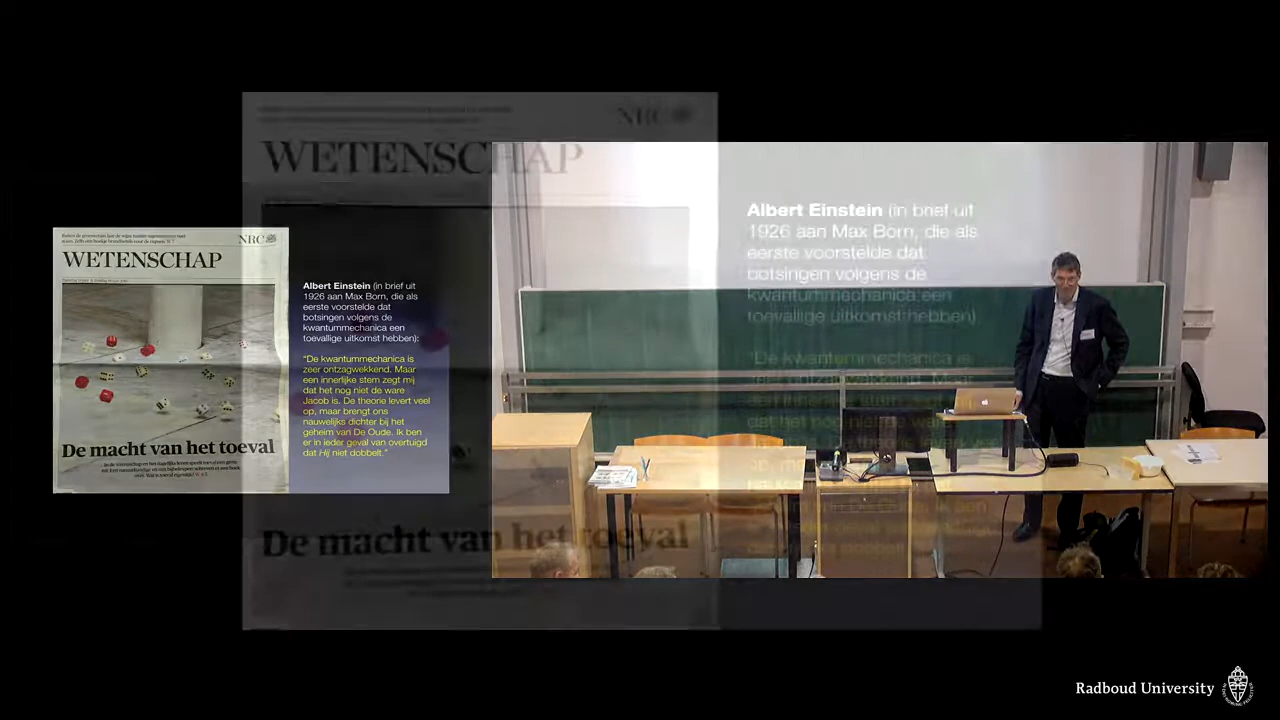 NRC
WETENSCHAP
De macht van het toeval
Albert Einstein (in brief uit
1926 aan Max Born, die als
eerste voorstelde dat
botsingen volgens de
kwantummechanica een
toevallige uitkomst hebben):
"De kwantummechanica is
zeer ontzagwekkend. Maar
een innerlijke stem zegt mij
dat het nog niet de ware
Jacob is. De theorie levert veel
op, maar brengt ons
nauwelijks dichter bij het
geheim van De Oude. Ik ben
er in ieder geval van overtuigd
dat Hij niet dobbelt."
NRC
WETENSCHAP
De macht van het toeval
Albert Einstein (in brief uit
1926 aan Max Born, die als
eerste voorstelde dat
botsingen volgens de
kwantummechanica een
toevallige uitkomst hebben)
"De kwantummechanica is
Radboud University